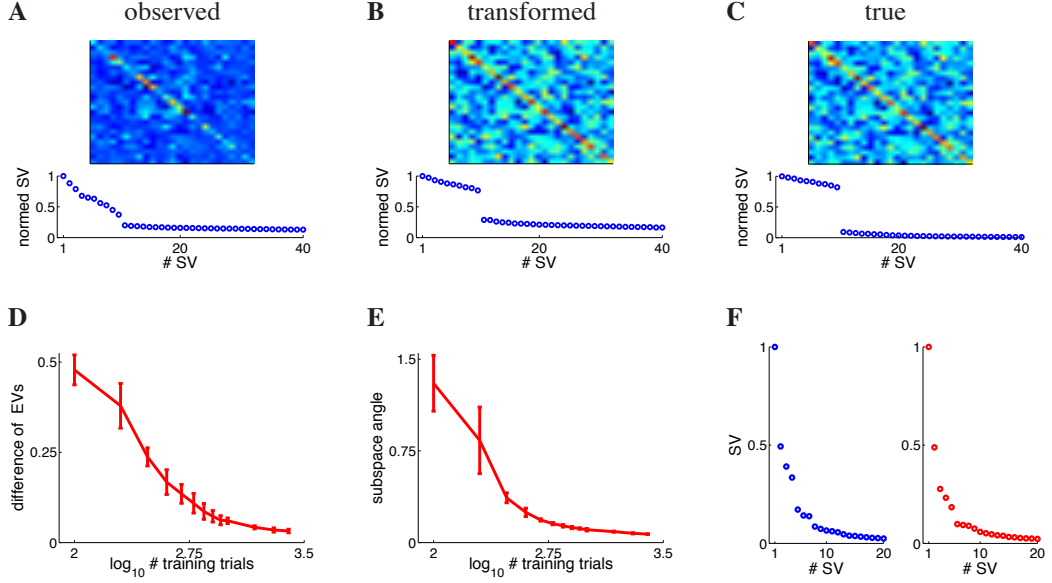 A observed B transformed C true
1
0.5
0
normed SV
1 20 40
# SV
1
0.5
0
normed SV
1 20 40
# SV
1
0.5
0
normed SV
1 20 40
# SV
D
0.5
0.25
0
difference of EVs
2 2.75 3.5
log10 # training trials
E
1.5
0.75
0
subspace angle
2 2.75 3.5
log10 # training trials
F
1
0.5
0
SV
1 10 20
# SV
1
0.5
0
1 10 20
# SV